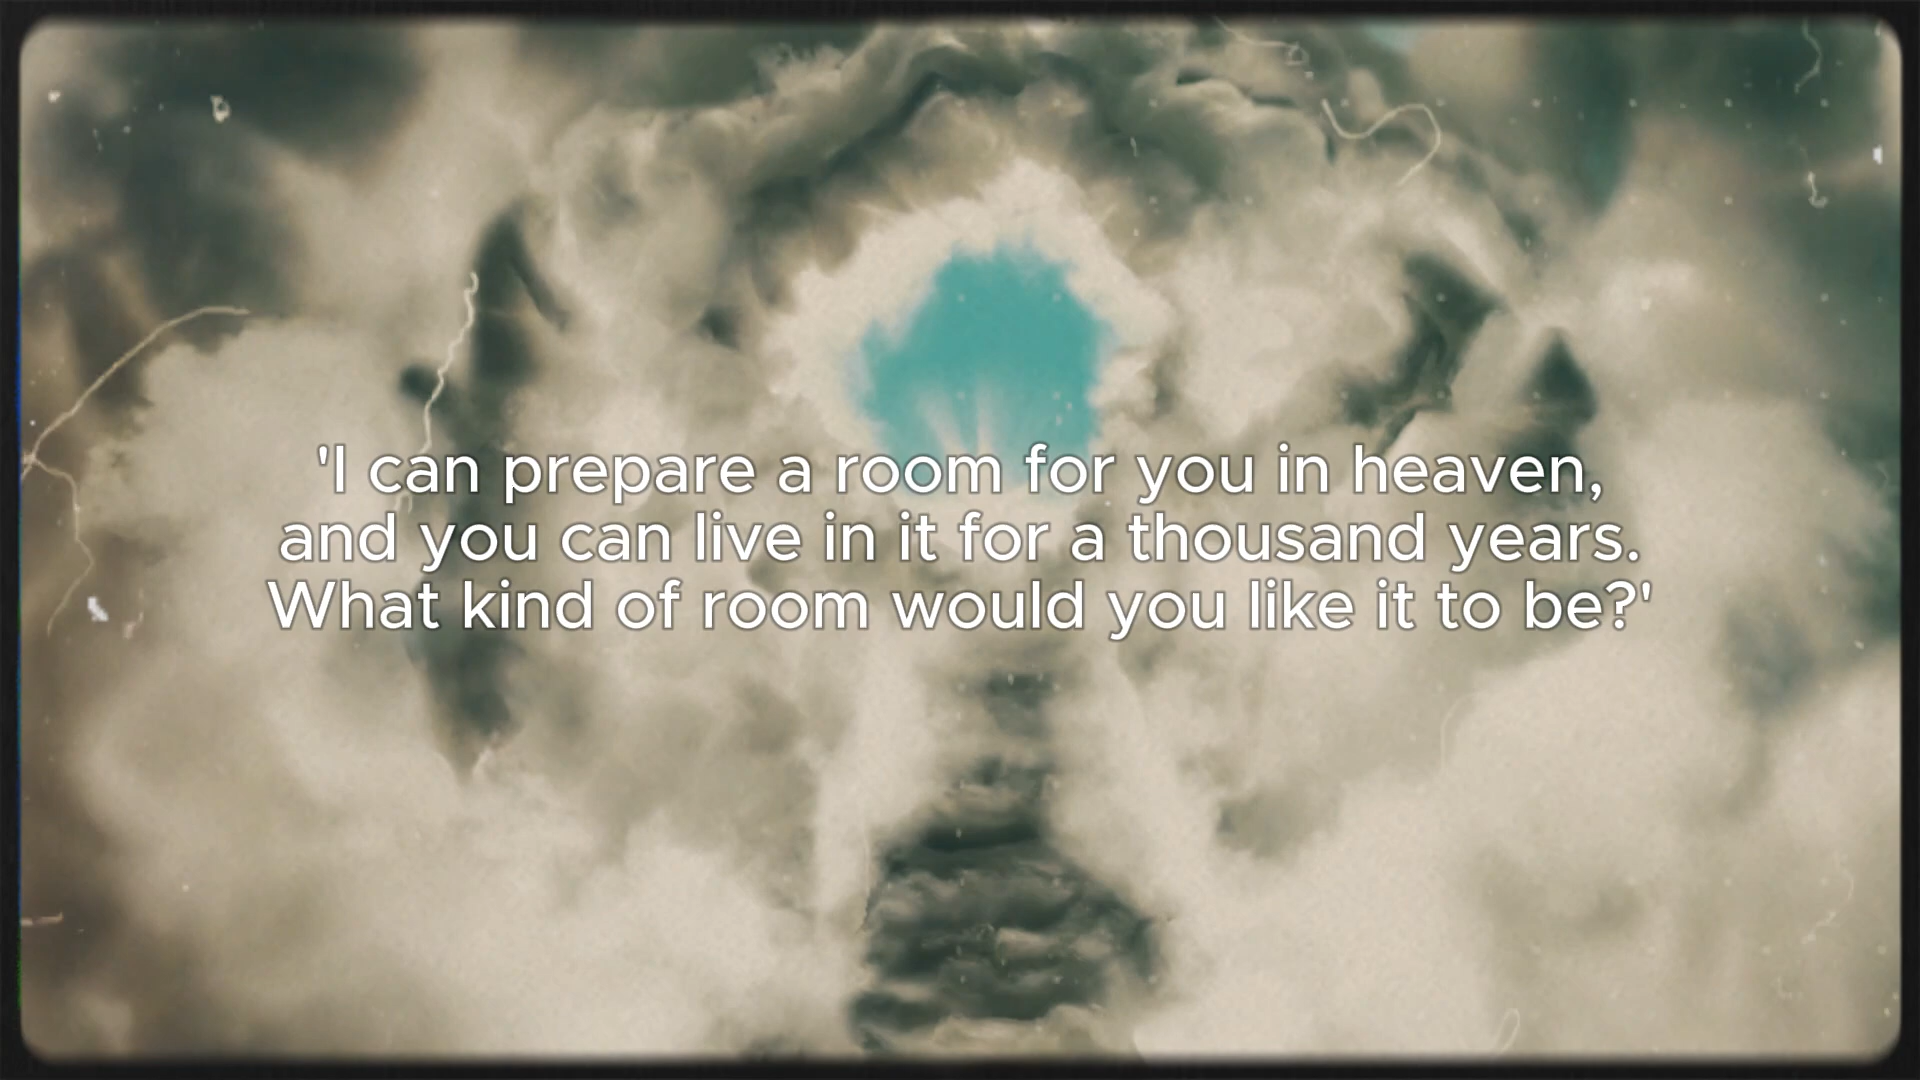 'I can prepare a room for you in heaven,
and you can live in it for a thousand years.
What kind of room would you like it to be?'